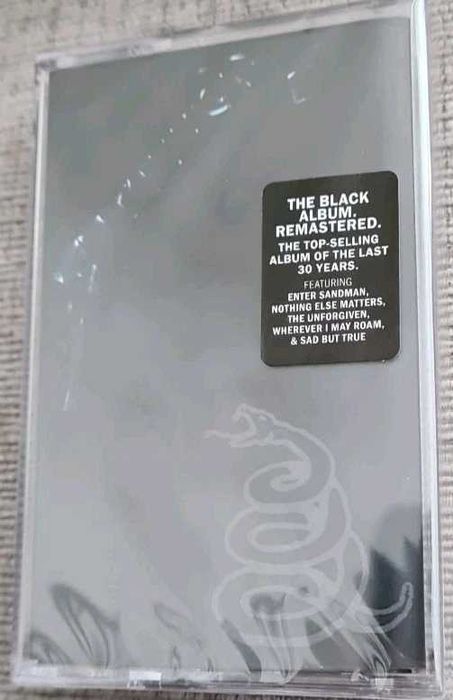 THE BLACK
ALBUM.
REMASTERED.
THE TOP-SELLING
ALBUM OF THE LAST
30 YEARS.
FEATURING
ENTER SANDMAN,
NOTHING ELSE MATTERS,
THE UNFORGIVEN,
WHEREVER I MAY ROAM,
& SAD BUT TRUE